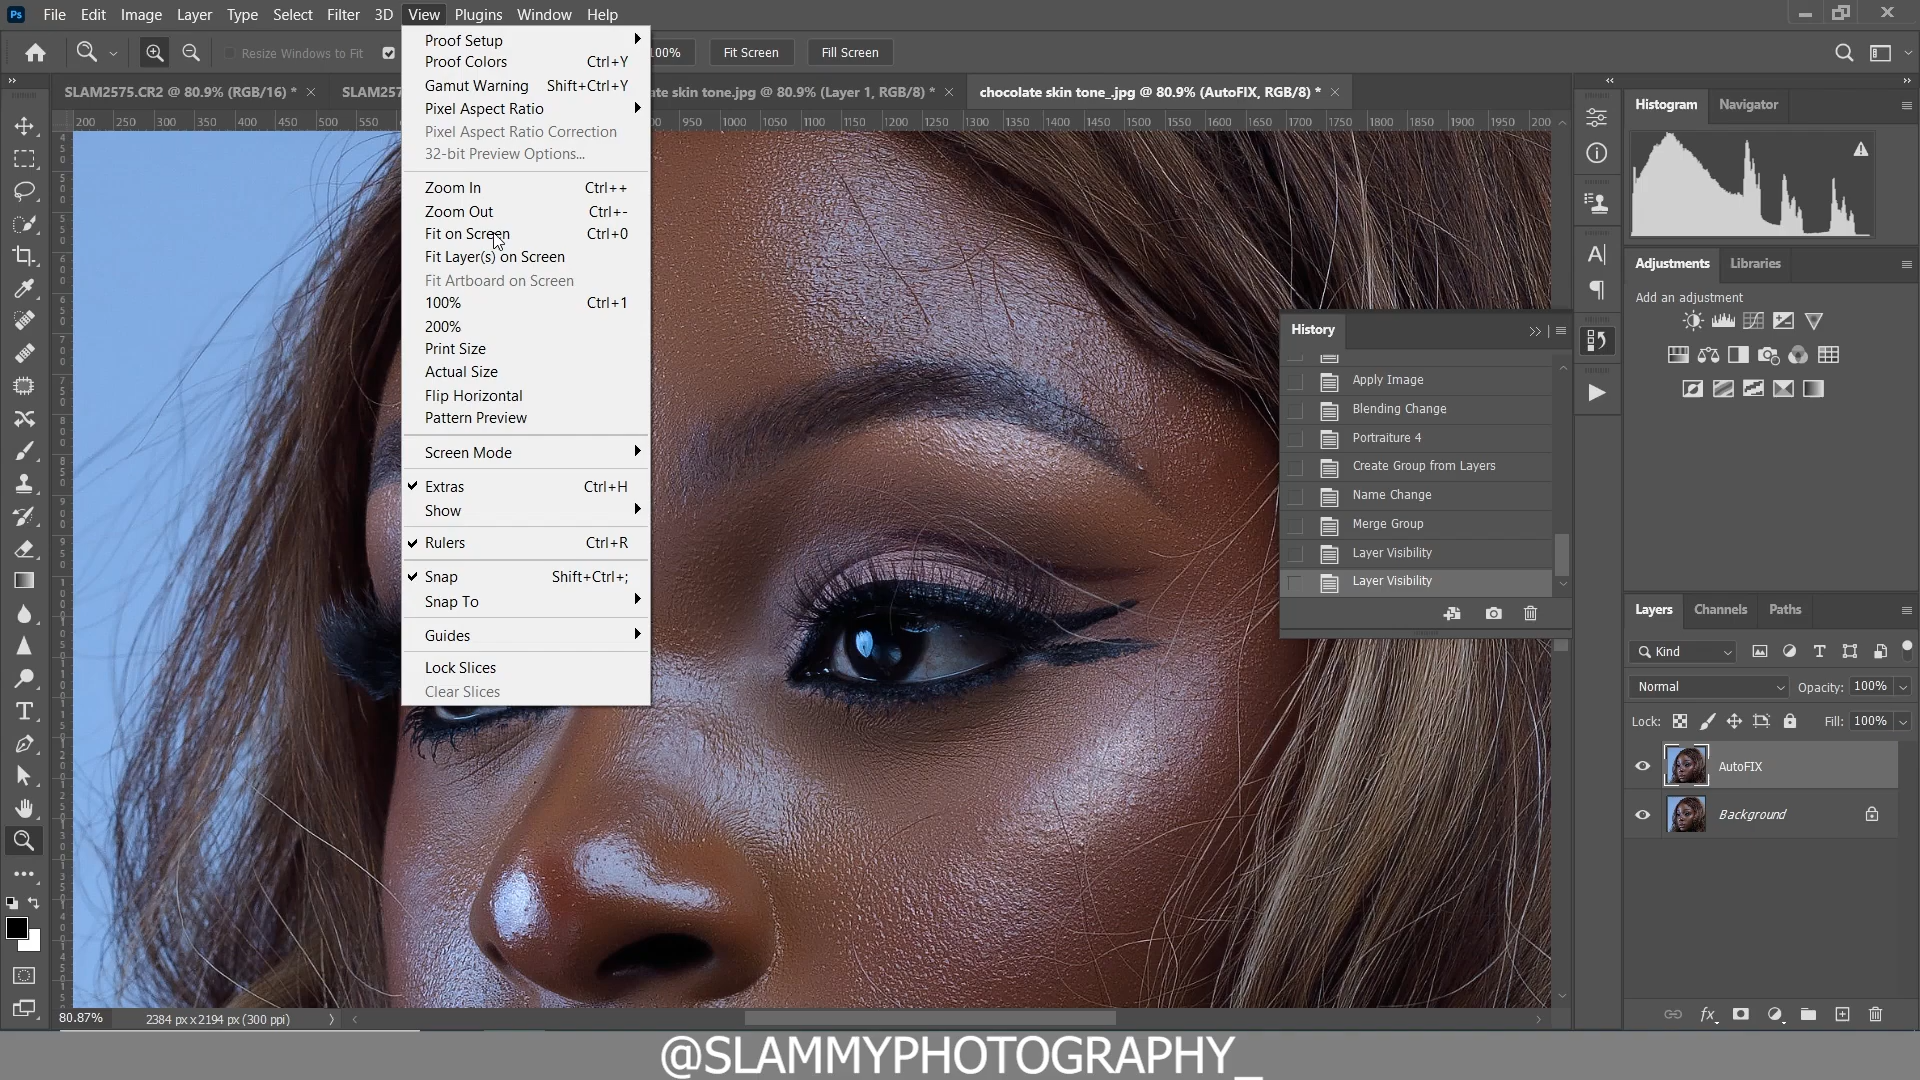 Ps File Edit Image Layer Type Select Filter 3D View Plugins Window Help
Resize Windows to Fit 100% Fit Screen Fill Screen
SLAM2575.CR2 @ 80.9% (RGB/16) * × SLAM257 ate skin tone.jpg @ 80.9% (Layer 1, RGB/8) * × chocolate skin tone_.jpg @ 80.9% (AutoFIX, RGB/8) * ×
200 250 300 350 400 450 500 550 900 950 1000 1050 1100 1150 1200 1250 1300 1350 1400 1450 1500 1550 1600 1650 1700 1750 1800 1850 1900 1950 200
Proof Setup
Proof Colors Ctrl+Y
Gamut Warning Shift+Ctrl+Y
Pixel Aspect Ratio
Pixel Aspect Ratio Correction
32-bit Preview Options...
Zoom In Ctrl++
Zoom Out Ctrl+-
Fit on Screen Ctrl+0
Fit Layer(s) on Screen
Fit Artboard on Screen
100% Ctrl+1
200%
Print Size
Actual Size
Flip Horizontal
Pattern Preview
Screen Mode
Extras Ctrl+H
Show
Rulers Ctrl+R
Snap Shift+Ctrl+;
Snap To
Guides
Lock Slices
Clear Slices
History
Apply Image
Blending Change
Portraiture 4
Create Group from Layers
Name Change
Merge Group
Layer Visibility
Layer Visibility
Histogram Navigator
Adjustments Libraries
Add an adjustment
Layers Channels Paths
Kind
Normal Opacity: 100%
Lock: Fill: 100%
AutoFIX
Background
80.87% 2384 px x 2194 px (300 ppi)
@SLAMMYPHOTOGRAPHY_